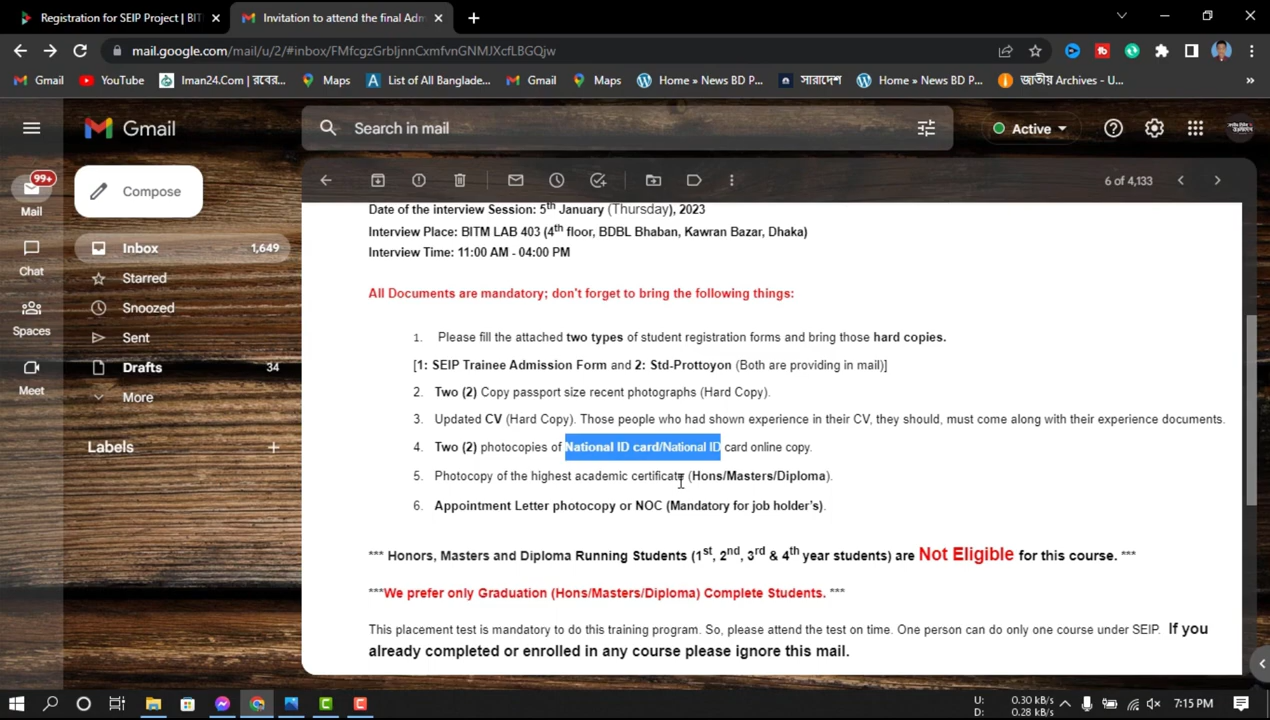 Registration for SEIP Project | BIT
Invitation to attend the final Adm
mail.google.com/mail/u/2/#inbox/FMfcgzGrbljnnCxmfvnGNMJXcfLBGQjw
Gmail
YouTube
Iman24.Com | রবের...
Maps
List of All Banglade...
Gmail
Maps
Home » News BD P...
সারাদেশ
Home » News BD P...
জাতীয় Archives - U...
Gmail
Search in mail
Active
99+
Mail
Compose
6 of 4,133
Chat
Inbox 1,649
Starred
Snoozed
Spaces
Sent
Meet
Drafts 34
More
Labels
Date of the interview Session: 5th January (Thursday), 2023
Interview Place: BITM LAB 403 (4th floor, BDBL Bhaban, Kawran Bazar, Dhaka)
Interview Time: 11:00 AM - 04:00 PM
All Documents are mandatory; don't forget to bring the following things:
1. Please fill the attached two types of student registration forms and bring those hard copies.
[1: SEIP Trainee Admission Form and 2: Std-Prottoyon (Both are providing in mail)]
2. Two (2) Copy passport size recent photographs (Hard Copy).
3. Updated CV (Hard Copy). Those people who had shown experience in their CV, they should, must come along with their experience documents.
4. Two (2) photocopies of National ID card/National ID card online copy.
5. Photocopy of the highest academic certificate (Hons/Masters/Diploma).
6. Appointment Letter photocopy or NOC (Mandatory for job holder's).
*** Honors, Masters and Diploma Running Students (1st, 2nd, 3rd & 4th year students) are Not Eligible for this course. ***
***We prefer only Graduation (Hons/Masters/Diploma) Complete Students. ***
This placement test is mandatory to do this training program. So, please attend the test on time. One person can do only one course under SEIP. If you
already completed or enrolled in any course please ignore this mail.
U: 0.30 kB/s
D: 0.28 kB/s
7:15 PM